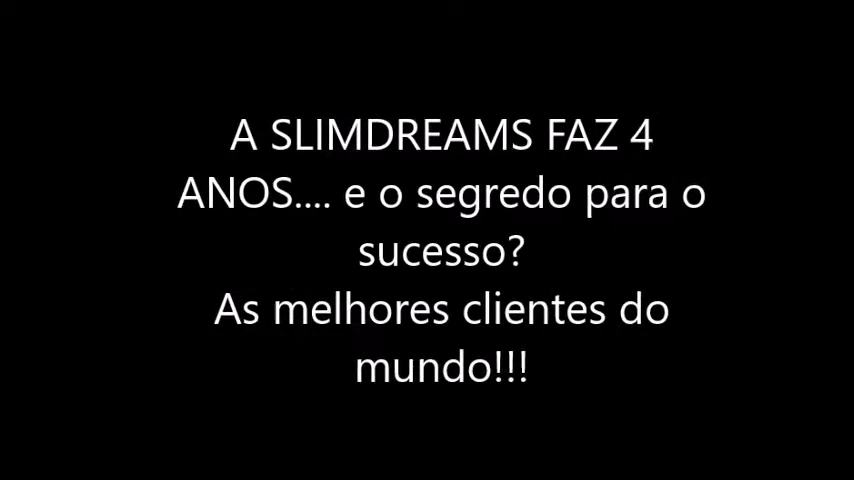 A SLIMDREAMS FAZ 4
ANOS.... e o segredo para o
sucesso?
As melhores clientes do
mundo!!!